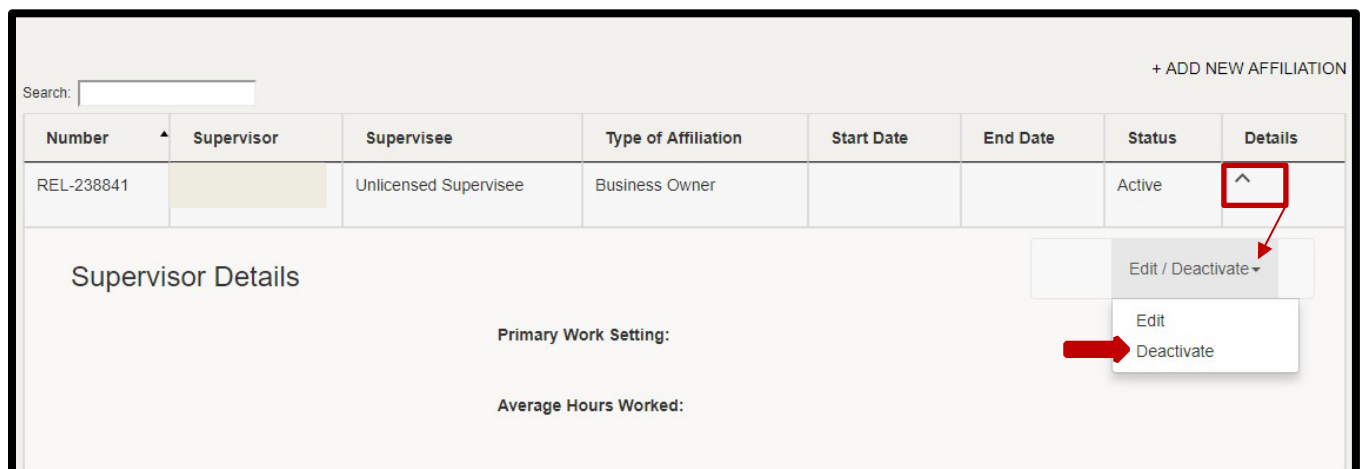 + ADD NEW AFFILIATION
Search:
Number Supervisor Supervisee Type of Affiliation Start Date End Date Status Details
REL-238841 Unlicensed Supervisee Business Owner Active
Supervisor Details
Edit / Deactivate
Edit
Deactivate
Primary Work Setting:
Average Hours Worked: